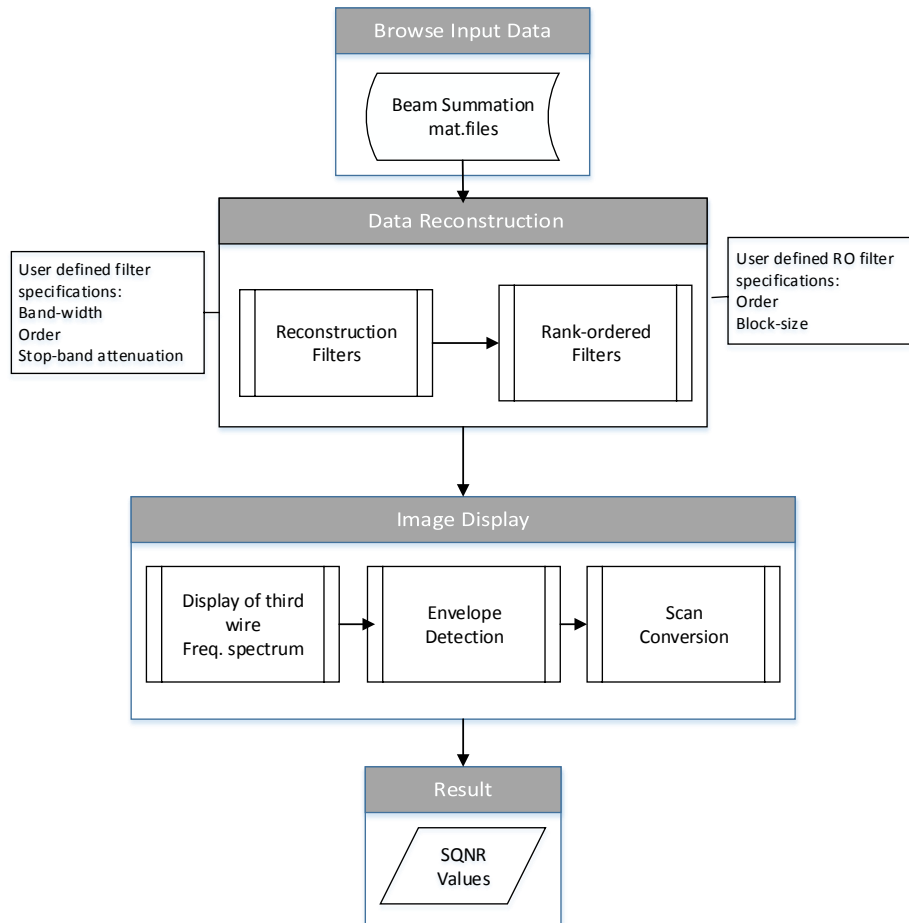 Browse Input Data
Beam Summation
mat.files
Data Reconstruction
User defined filter
specifications:
Band-width
Order
Stop-band attenuation
Reconstruction
Filters
Rank-ordered
Filters
User defined RO filter
specifications:
Order
Block-size
Image Display
Display of third
wire
Freq. spectrum
Envelope
Detection
Scan
Conversion
Result
SQNR
Values